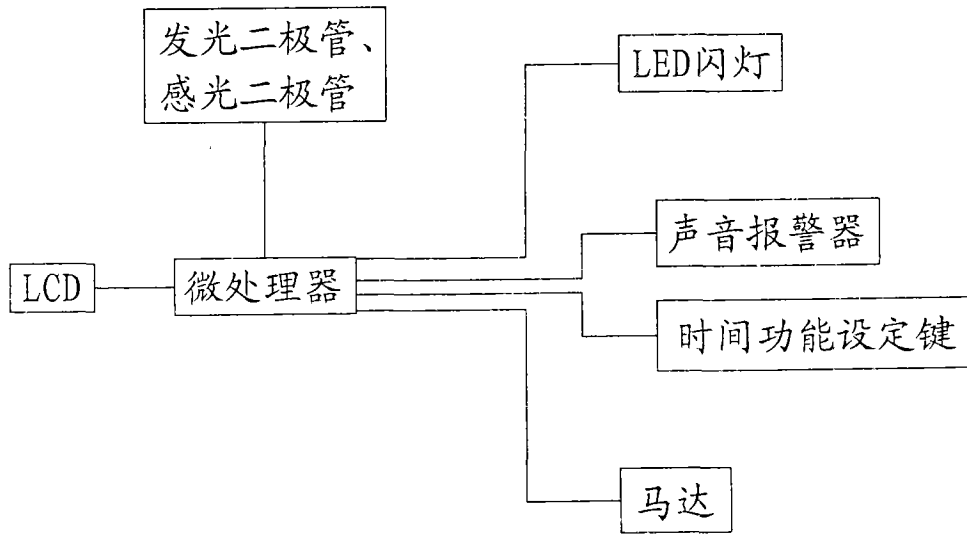 发光二极管、
感光二极管
LED闪灯
声音报警器
LCD
微处理器
时间功能设定键
马达